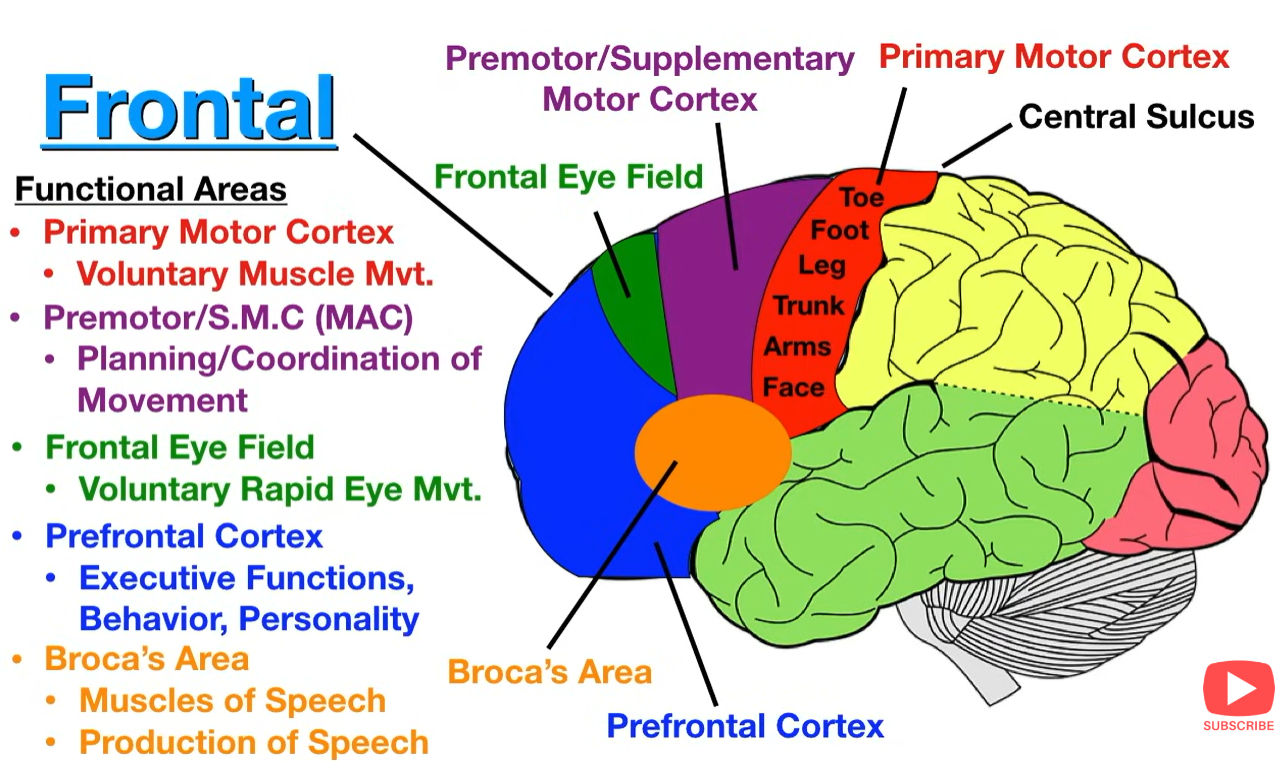 Frontal
Functional Areas
• Primary Motor Cortex
• Voluntary Muscle Mvt.
• Premotor/S.M.C (MAC)
• Planning/Coordination of
Movement
• Frontal Eye Field
• Voluntary Rapid Eye Mvt.
• Prefrontal Cortex
• Executive Functions,
Behavior, Personality
• Broca's Area
• Muscles of Speech
• Production of Speech
Premotor/Supplementary
Motor Cortex
Primary Motor Cortex
Central Sulcus
Frontal Eye Field
Toe
Foot
Leg
Trunk
Arms
Face
Broca's Area
Prefrontal Cortex
SUBSCRIBE